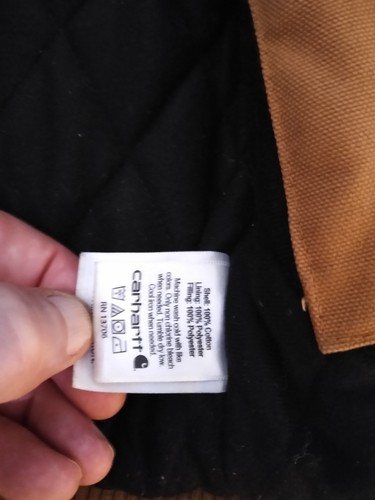 Shell: 100% Cotton
Lining: 100% Polyester
Filling: 100% Polyester
Machine wash cold with like
colors. Only non chlorine bleach
when needed. Tumble dry low.
Cool iron when needed.
carhartt
RN 13706